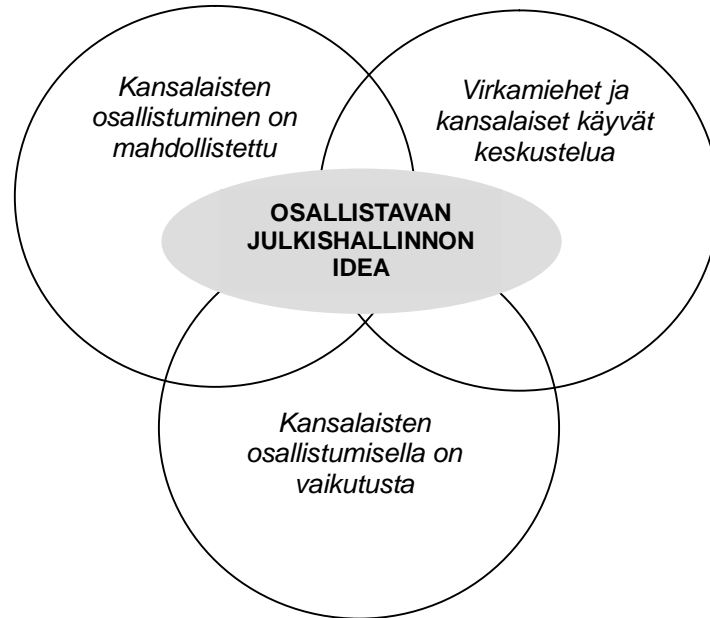 Kansalaisten
osallistuminen on
mahdollistettu
Virkamiehet ja
kansalaiset käyvät
keskustelua
OSALLISTAVAN
JULKISHALLINNON
IDEA
Kansalaisten
osallistumisella on
vaikutusta